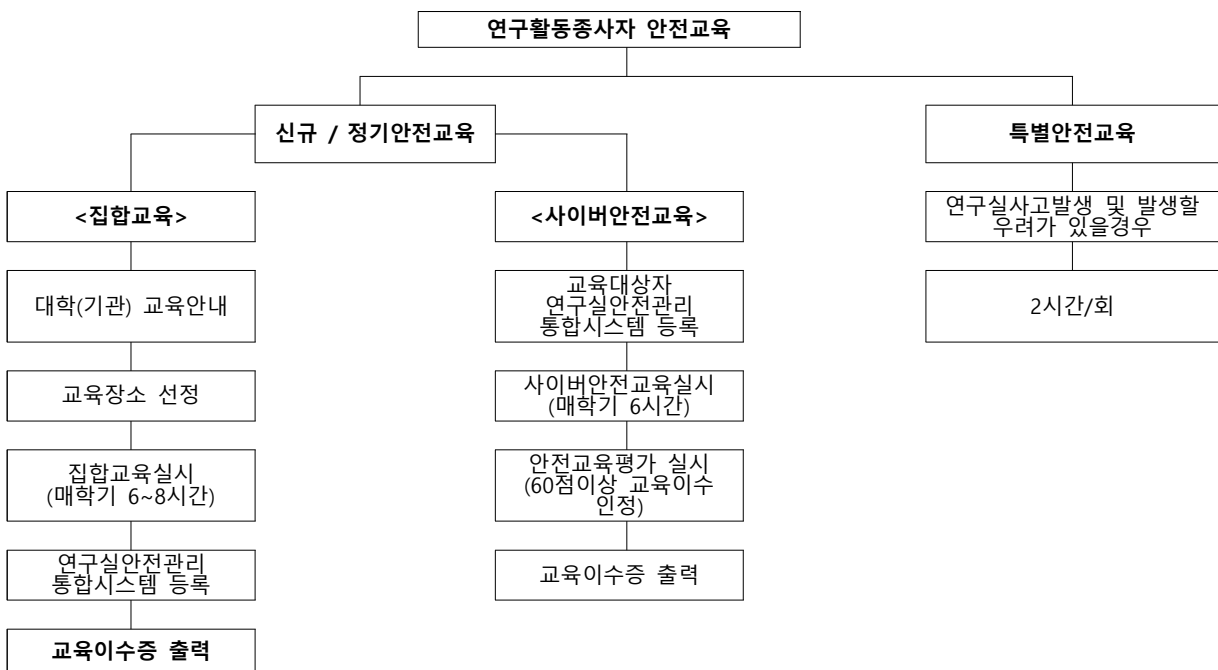 연구활동종사자 안전교육
신규 / 정기안전교육
특별안전교육
<집합교육>
<사이버안전교육>
연구실사고발생 및 발생할
우려가 있을경우
대학(기관) 교육안내
교육대상자
연구실안전관리
통합시스템 등록
2시간/회
교육장소 선정
사이버안전교육실시
(매학기 6시간)
집합교육실시
(매학기 6~8시간)
안전교육평가 실시
(60점이상 교육이수
인정)
연구실안전관리
통합시스템 등록
교육이수증 출력
교육이수증 출력